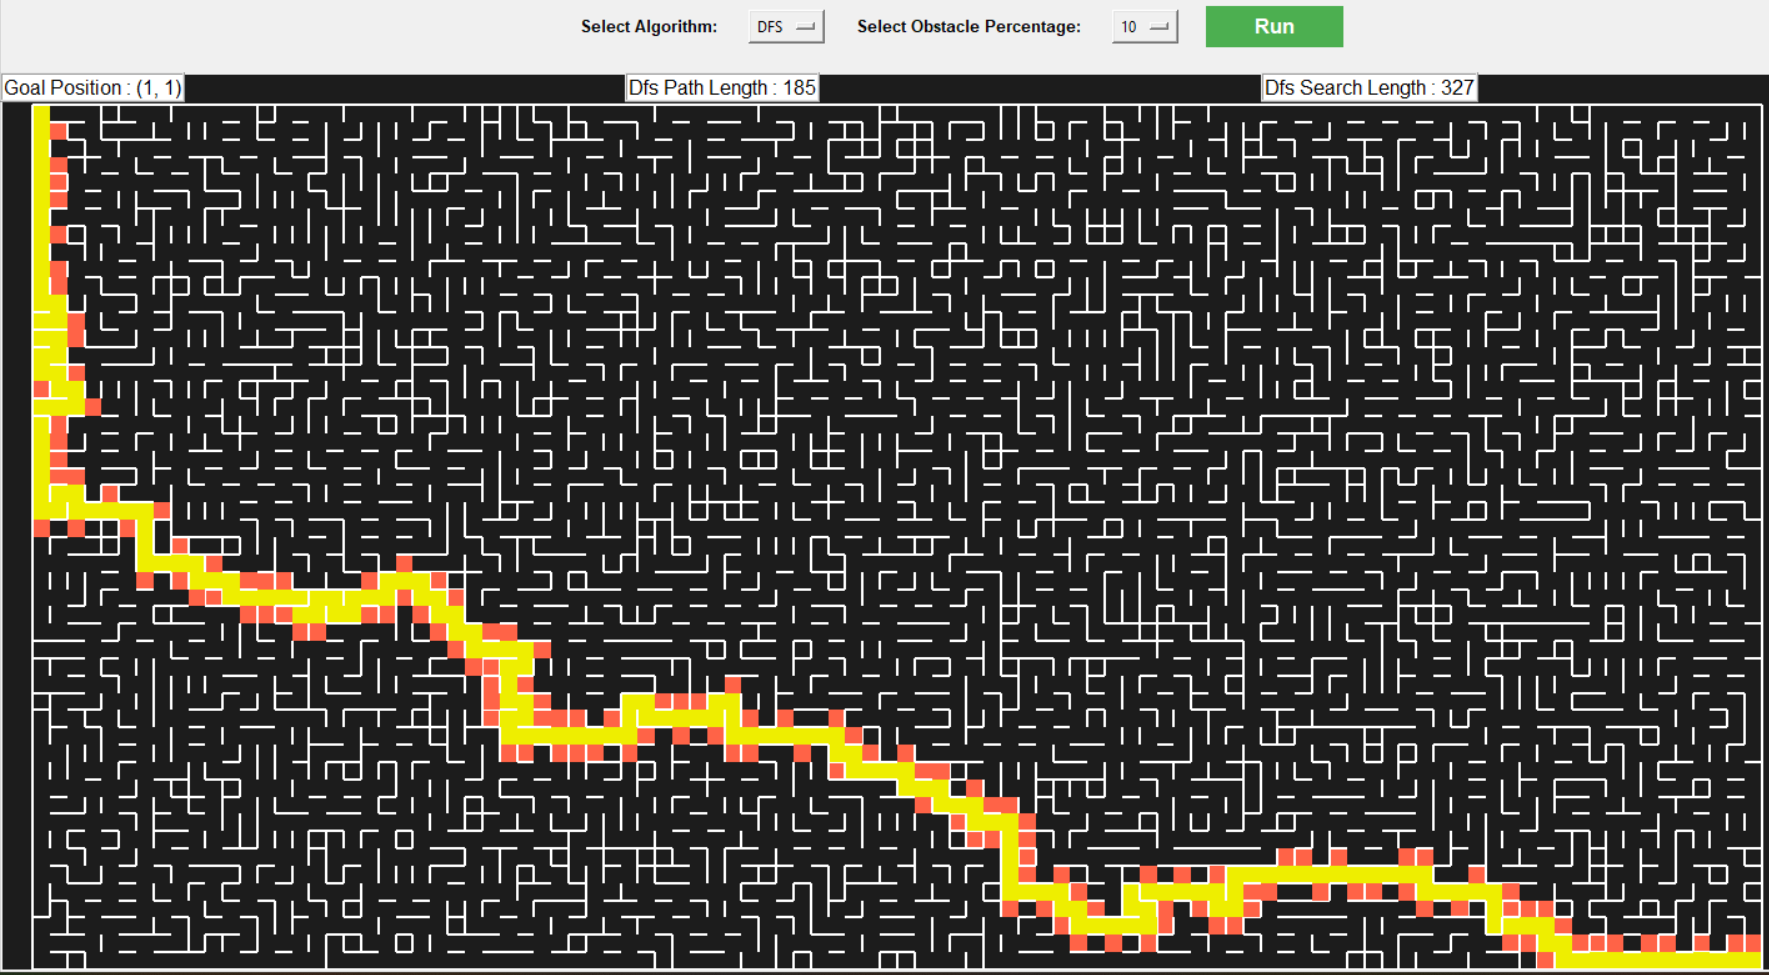 Select Algorithm: DFS Select Obstacle Percentage: 10 Run
Goal Position : (1, 1) Dfs Path Length : 185 Dfs Search Length : 327